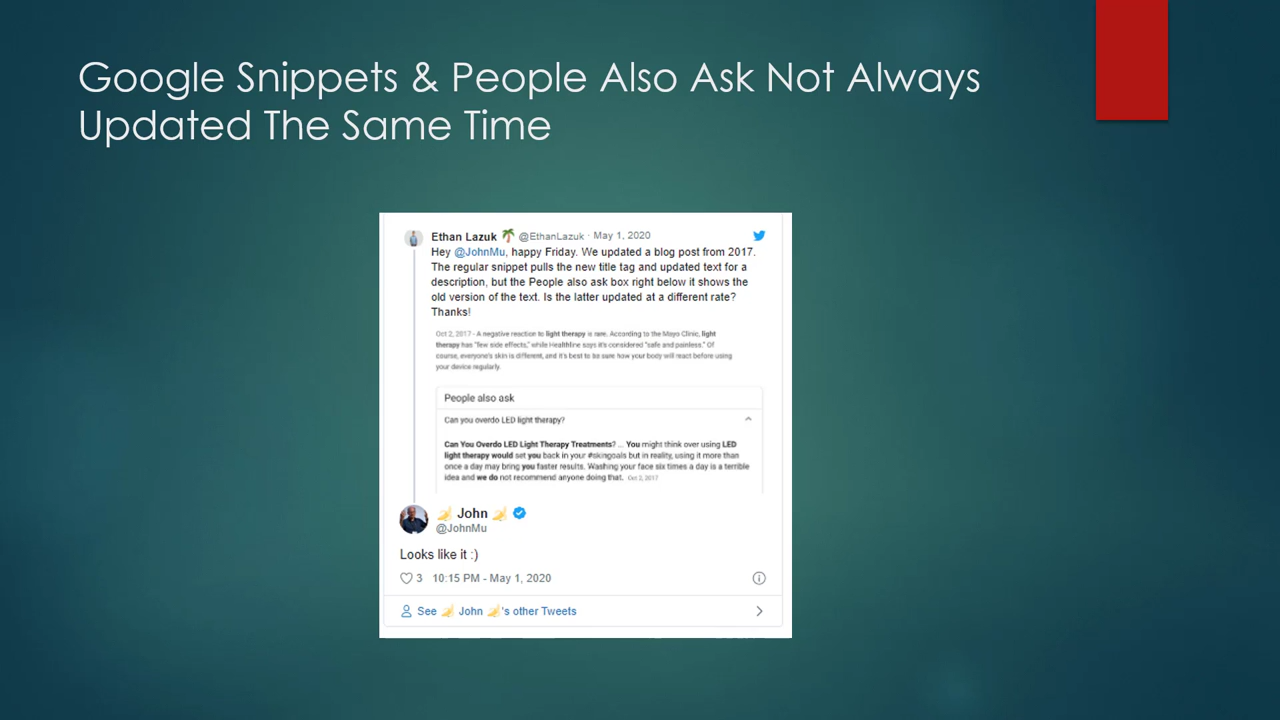 Google Snippets & People Also Ask Not Always
Updated The Same Time
Ethan Lazuk 🌴 @EthanLazuk · May 1, 2020
Hey @JohnMu, happy Friday. We updated a blog post from 2017.
The regular snippet pulls the new title tag and updated text for a
description, but the People also ask box right below it shows the
old version of the text. Is the latter updated at a different rate?
Thanks!
Oct 2, 2017 - A negative reaction to light therapy is rare. According to the Mayo Clinic, light
therapy has "few side effects," while Healthline says it's considered "safe and painless." Of
course, everyone's skin is different, and it's best to be sure how your body will react before using
your device regularly.
People also ask
Can you overdo LED light therapy?
Can You Overdo LED Light Therapy Treatments? ... You might think over using LED
light therapy would set you back in your #skingoals but in reality, using it more than
once a day may bring you faster results. Washing your face six times a day is a terrible
idea and we do not recommend anyone doing that. Oct 2, 2017
🍌 John 🍌
@JohnMu
Looks like it :)
3 10:15 PM - May 1, 2020
See 🍌 John 🍌's other Tweets